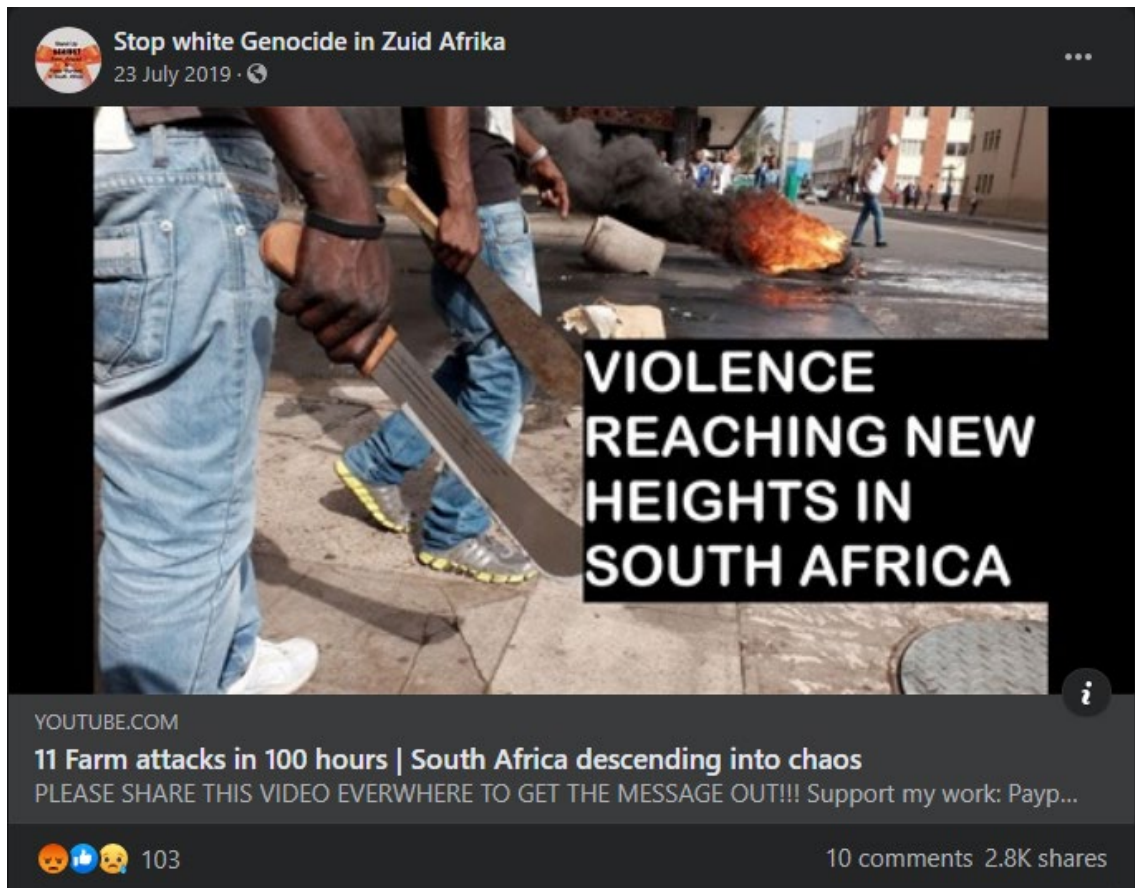 Stop white Genocide in Zuid Afrika
23 July 2019 ·
VIOLENCE
REACHING NEW
HEIGHTS IN
SOUTH AFRICA
YOUTUBE.COM
11 Farm attacks in 100 hours | South Africa descending into chaos
PLEASE SHARE THIS VIDEO EVERWHERE TO GET THE MESSAGE OUT!!! Support my work: Payp...
103
10 comments 2.8K shares